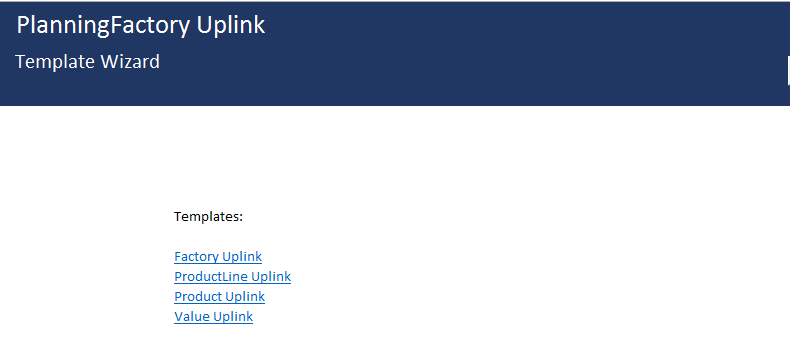 PlanningFactory Uplink
Template Wizard
Templates:
Factory Uplink
ProductLine Uplink
Product Uplink
Value Uplink